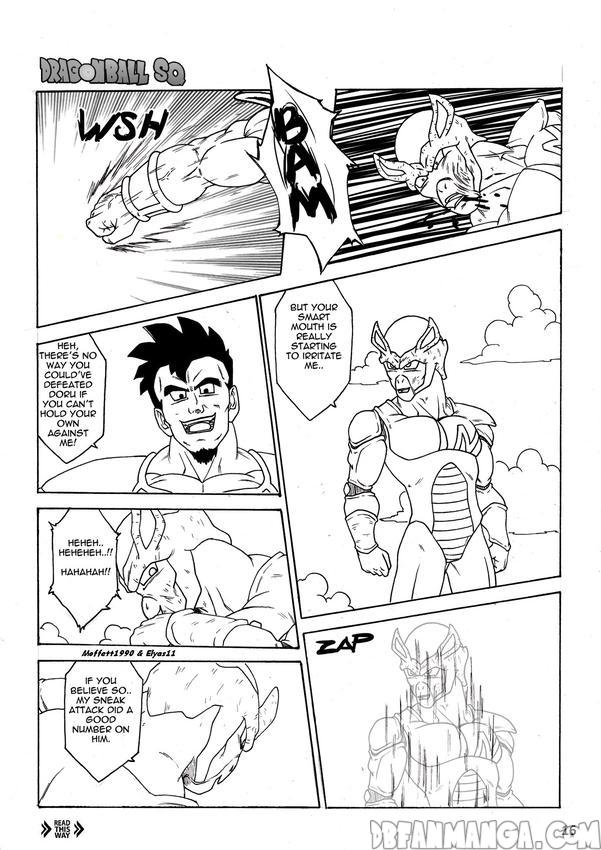 DRAGONBALL SQ
WSH
BAM
HEH,
THERE'S NO
WAY YOU
COULD'VE
DEFEATED
DORU IF
YOU CAN'T
HOLD YOUR
OWN
AGAINST
ME!
HEHEH..
HEHEHEH..!!
HAHAHAH!
Moffett1990 & Elyas11
IF YOU
BELIEVE SO..
MY SNEAK
ATTACK DID A
GOOD
NUMBER ON
HIM.
BUT YOUR
SMART
MOUTH IS
REALLY
STARTING
TO IRRITATE
ME..
ZAP
READ
THIS
WAY
16
DBFANMANGA.COM